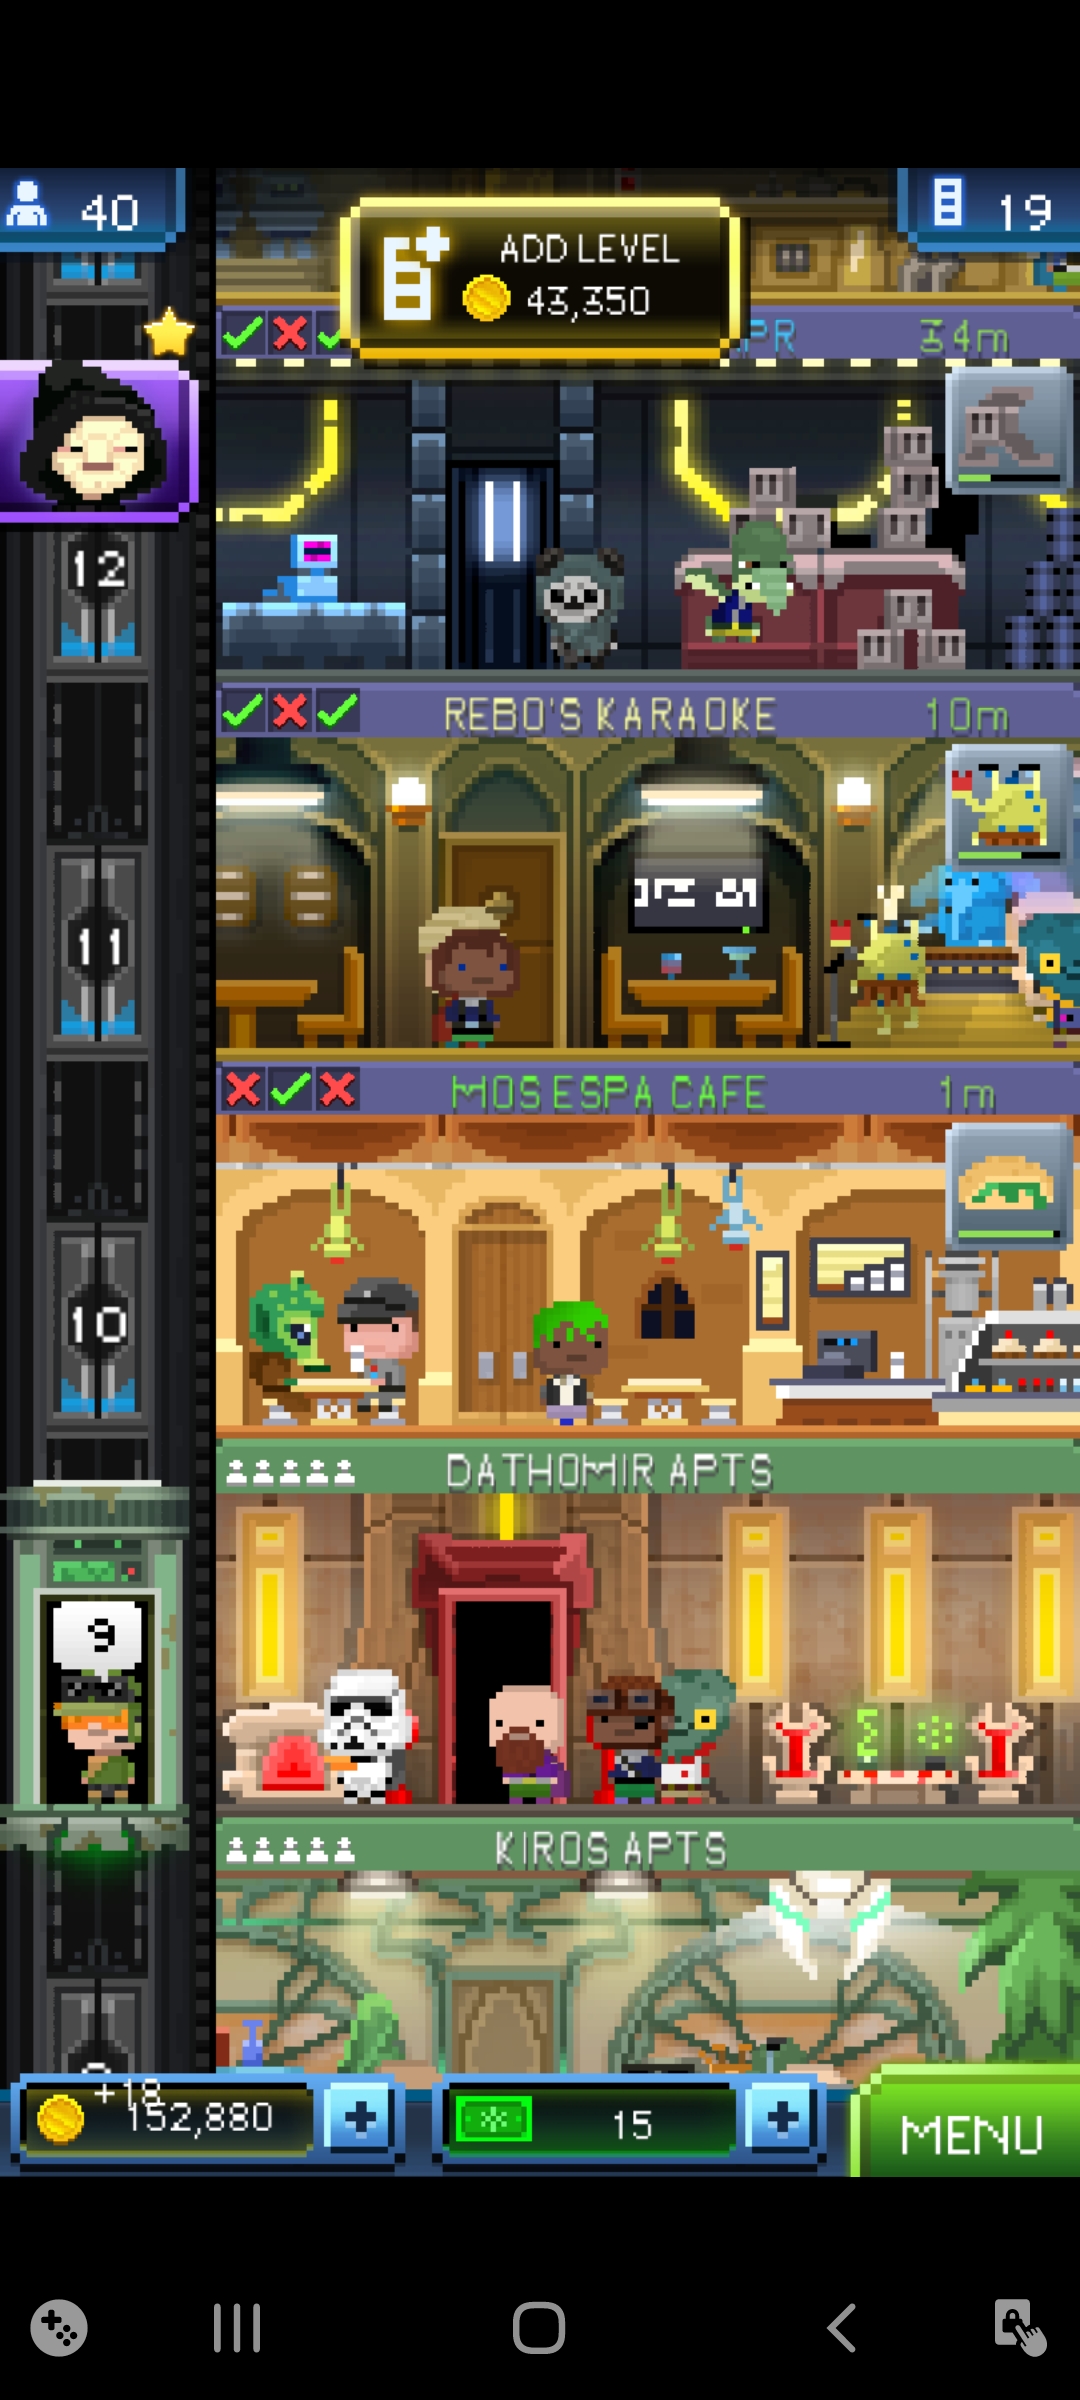 40
ADD LEVEL
43,350
19
PR
34m
12
REBO'S KARAOKE
10m
11
MOS ESPA CAFE
1m
10
DATHOMIR APTS
9
KIROS APTS
+18
152,880
15
MENU